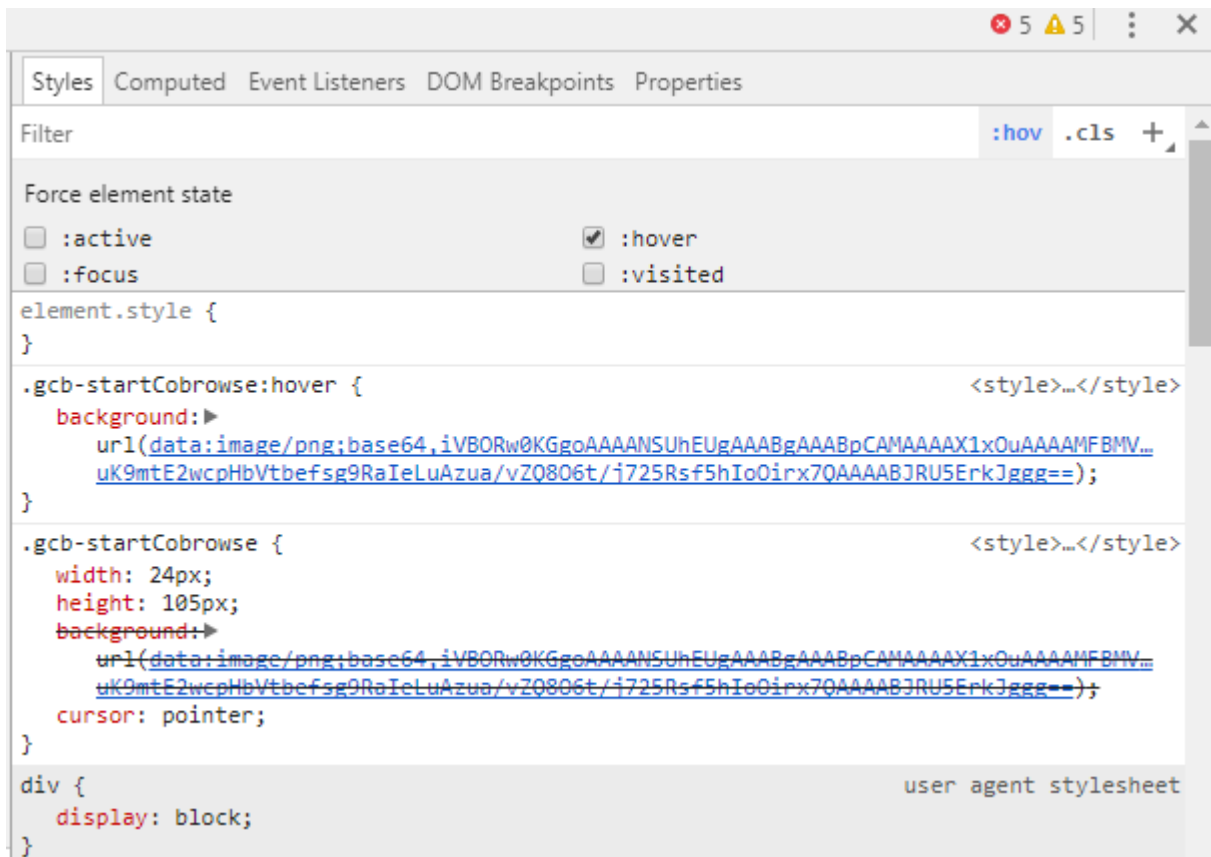 5 5
Styles Computed Event Listeners DOM Breakpoints Properties
Filter :hov .cls +
Force element state
:active :hover
:focus :visited
element.style {
}
.gcb-startCobrowse:hover { <style>…</style>
background:
url(data:image/png;base64,iVBORw0KGgoAAAANSUhEUgAAABgAAABpCAMAAAAX1xOuAAAAMFBMV…
uK9mtE2wcpHbVtbefsg9RaIeLuAzua/vZQ8O6t/j725Rsf5hIoOirx7QAAAABJRU5ErkJggg==);
}
.gcb-startCobrowse { <style>…</style>
width: 24px;
height: 105px;
background:
url(data:image/png;base64,iVBORw0KGgoAAAANSUhEUgAAABgAAABpCAMAAAAX1xOuAAAAMFBMV…
uK9mtE2wcpHbVtbefsg9RaIeLuAzua/vZQ8O6t/j725Rsf5hIoOirx7QAAAABJRU5ErkJggg==);
cursor: pointer;
}
div { user agent stylesheet
display: block;
}